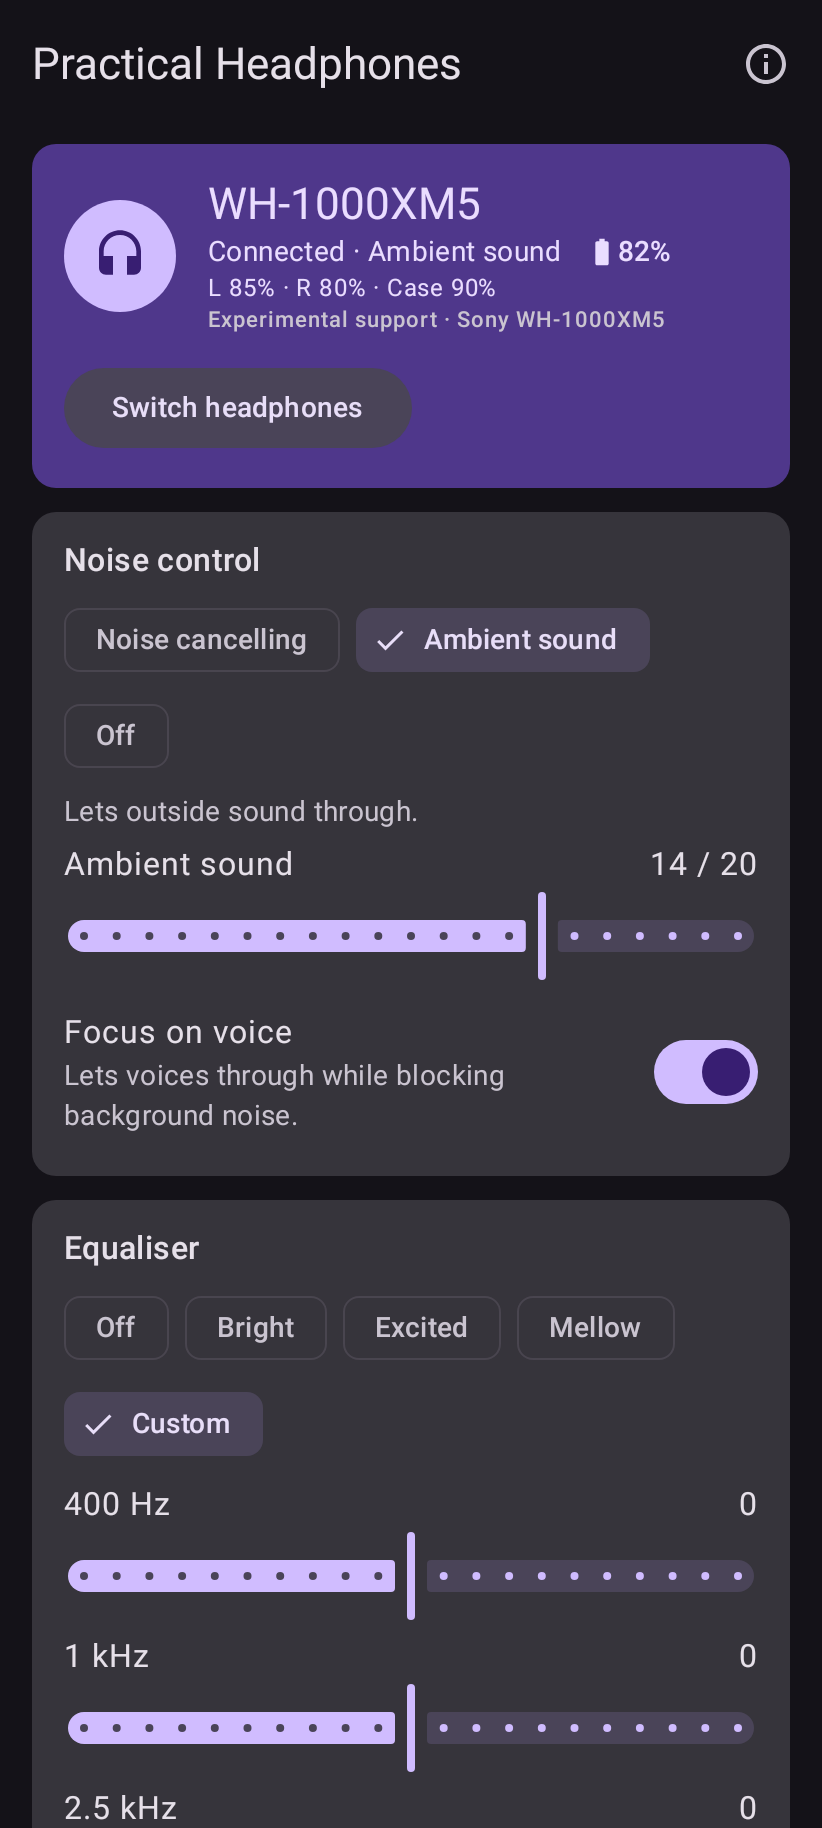 Practical Headphones
WH-1000XM5
Connected · Ambient sound 82%
L 85% · R 80% · Case 90%
Experimental support · Sony WH-1000XM5
Switch headphones
Noise control
Noise cancelling Ambient sound
Off
Lets outside sound through.
Ambient sound 14 / 20
Focus on voice
Lets voices through while blocking
background noise.
Equaliser
Off Bright Excited Mellow
Custom
400 Hz 0
1 kHz 0
2.5 kHz 0